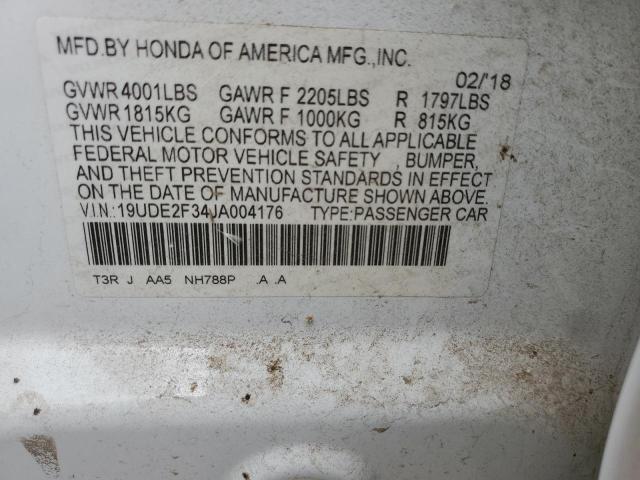 MFD.BY HONDA OF AMERICA MFG.,INC.
02/'18
GVWR 4001LBS GAWR F 2205LBS R 1797LBS
GVWR 1815KG GAWR F 1000KG R 815KG
THIS VEHICLE CONFORMS TO ALL APPLICABLE
FEDERAL MOTOR VEHICLE SAFETY , BUMPER,
AND THEFT PREVENTION STANDARDS IN EFFECT
ON THE DATE OF MANUFACTURE SHOWN ABOVE.
V.I.N.: 19UDE2F34JA004176 TYPE:PASSENGER CAR
T3R J AA5 NH788P .A .A